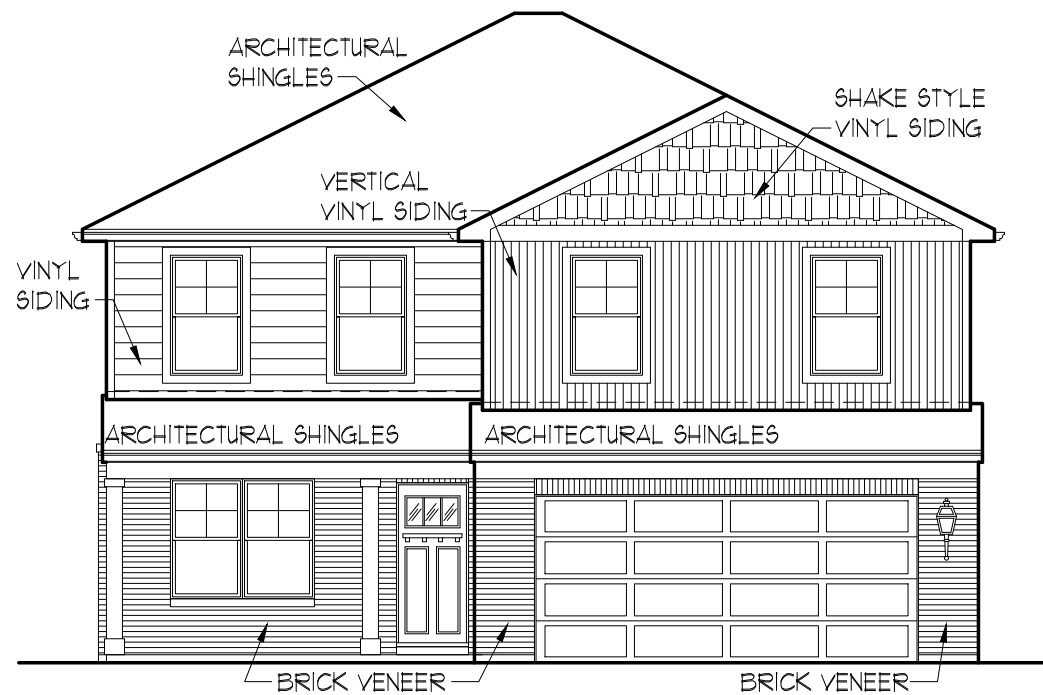 ARCHITECTURAL
SHINGLES
SHAKE STYLE
VINYL SIDING
VERTICAL
VINYL SIDING
VINYL
SIDING
ARCHITECTURAL SHINGLES
ARCHITECTURAL SHINGLES
BRICK VENEER
BRICK VENEER